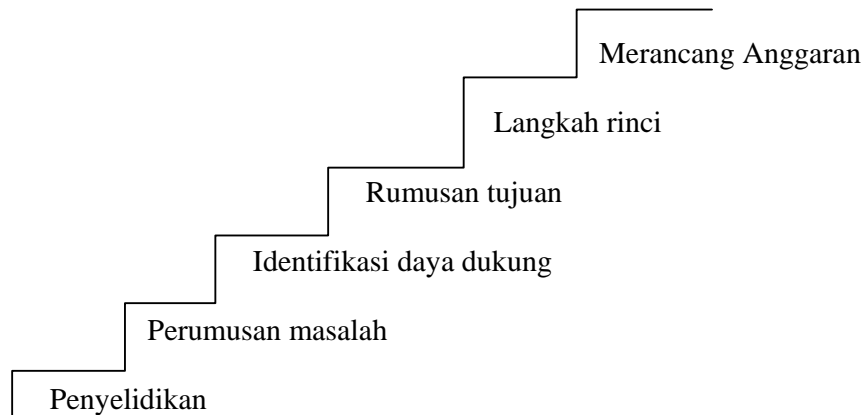 Merancang Anggaran
Langkah rinci
Rumusan tujuan
Identifikasi daya dukung
Perumusan masalah
Penyelidikan